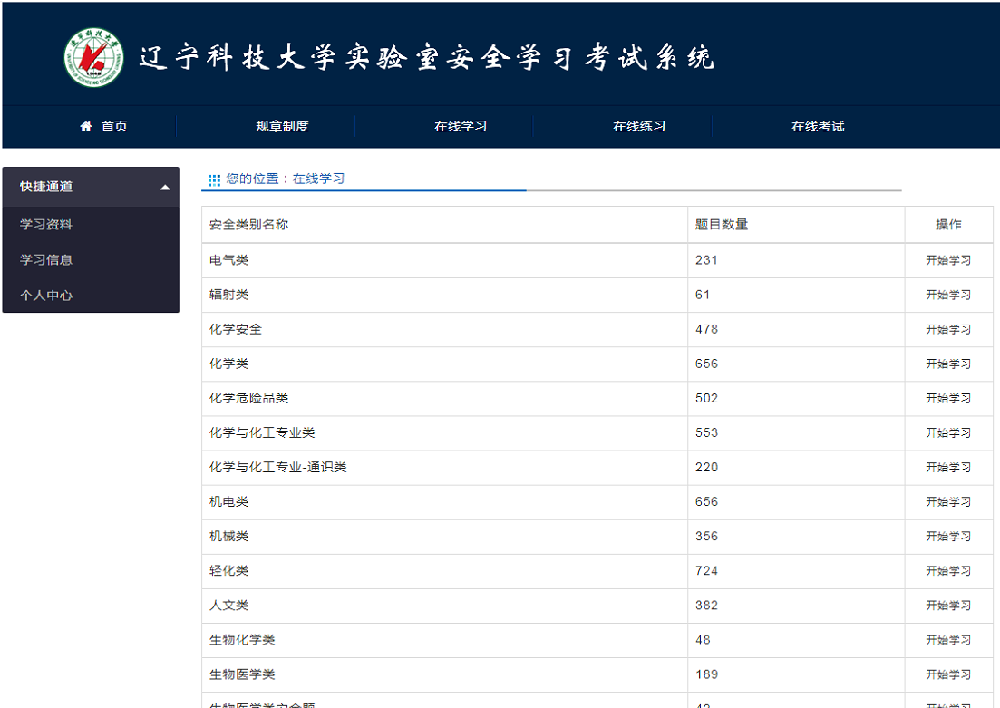 辽宁科技大学实验室安全学习考试系统
首页 规章制度 在线学习 在线练习 在线考试
快捷通道
学习资料
学习信息
个人中心
您的位置：在线学习
安全类别名称 题目数量 操作
电气类 231 开始学习
辐射类 61 开始学习
化学安全 478 开始学习
化学类 656 开始学习
化学危险品类 502 开始学习
化学与化工专业类 553 开始学习
化学与化工专业-通识类 220 开始学习
机电类 656 开始学习
机械类 356 开始学习
轻化类 724 开始学习
人文类 382 开始学习
生物化学类 48 开始学习
生物医学类 189 开始学习